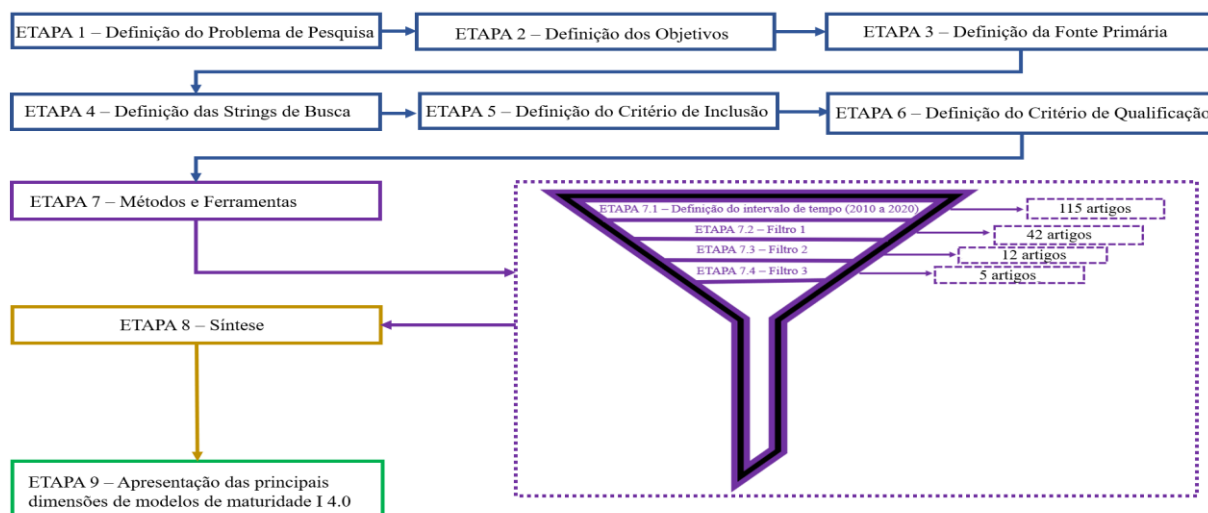 ETAPA 1 – Definição do Problema de Pesquisa
ETAPA 2 – Definição dos Objetivos
ETAPA 3 – Definição da Fonte Primária
ETAPA 4 – Definição das Strings de Busca
ETAPA 5 – Definição do Critério de Inclusão
ETAPA 6 – Definição do Critério de Qualificação
ETAPA 7 – Métodos e Ferramentas
ETAPA 7.1 – Definição do intervalo de tempo (2010 a 2020)
115 artigos
ETAPA 7.2 – Filtro 1
42 artigos
ETAPA 7.3 – Filtro 2
12 artigos
ETAPA 7.4 – Filtro 3
5 artigos
ETAPA 8 – Síntese
ETAPA 9 – Apresentação das principais
dimensões de modelos de maturidade I 4.0